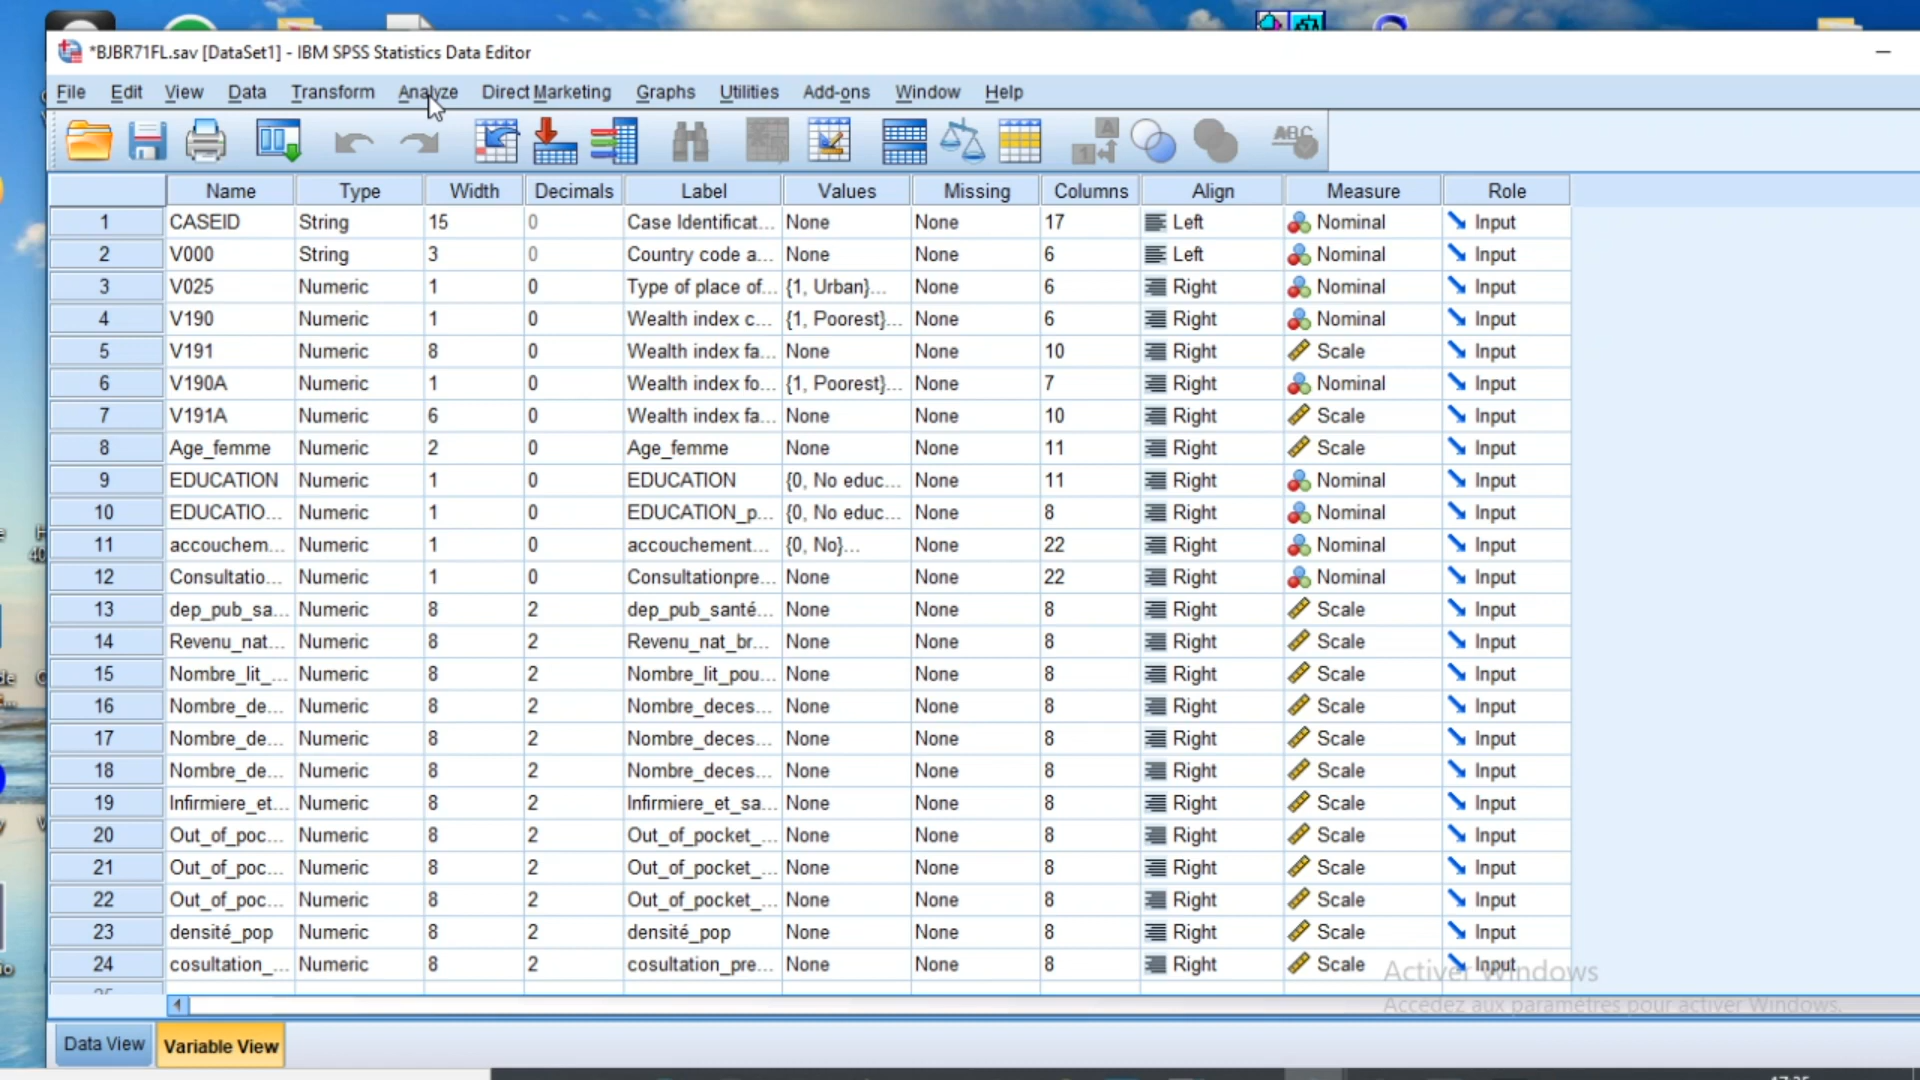 *BJBR71FL.sav [DataSet1] - IBM SPSS Statistics Data Editor
File Edit View Data Transform Analyze Direct Marketing Graphs Utilities Add-ons Window Help
Name Type Width Decimals Label Values Missing Columns Align Measure Role
1 CASEID String 15 0 Case Identificat... None None 17 Left Nominal Input
2 V000 String 3 0 Country code a... None None 6 Left Nominal Input
3 V025 Numeric 1 0 Type of place of... {1, Urban}... None 6 Right Nominal Input
4 V190 Numeric 1 0 Wealth index c... {1, Poorest}... None 6 Right Nominal Input
5 V191 Numeric 8 0 Wealth index fa... None None 10 Right Scale Input
6 V190A Numeric 1 0 Wealth index fo... {1, Poorest}... None 7 Right Nominal Input
7 V191A Numeric 6 0 Wealth index fa... None None 10 Right Scale Input
8 Age_femme Numeric 2 0 Age_femme None None 11 Right Scale Input
9 EDUCATION Numeric 1 0 EDUCATION {0, No educ... None 11 Right Nominal Input
10 EDUCATIO... Numeric 1 0 EDUCATION_p... {0, No educ... None 8 Right Nominal Input
11 accouchem... Numeric 1 0 accouchement... {0, No}... None 22 Right Nominal Input
12 Consultatio... Numeric 1 0 Consultationpre... None None 22 Right Nominal Input
13 dep_pub_sa... Numeric 8 2 dep_pub_santé... None None 8 Right Scale Input
14 Revenu_nat... Numeric 8 2 Revenu_nat_br... None None 8 Right Scale Input
15 Nombre_lit_... Numeric 8 2 Nombre_lit_pou... None None 8 Right Scale Input
16 Nombre_de... Numeric 8 2 Nombre_deces... None None 8 Right Scale Input
17 Nombre_de... Numeric 8 2 Nombre_deces... None None 8 Right Scale Input
18 Nombre_de... Numeric 8 2 Nombre_deces... None None 8 Right Scale Input
19 Infirmiere_et... Numeric 8 2 Infirmiere_et_sa... None None 8 Right Scale Input
20 Out_of_poc... Numeric 8 2 Out_of_pocket_... None None 8 Right Scale Input
21 Out_of_poc... Numeric 8 2 Out_of_pocket_... None None 8 Right Scale Input
22 Out_of_poc... Numeric 8 2 Out_of_pocket_... None None 8 Right Scale Input
23 densité_pop Numeric 8 2 densité_pop None None 8 Right Scale Input
24 cosultation_... Numeric 8 2 cosultation_pre... None None 8 Right Scale Input
Activer Windows
Accédez aux paramètres pour activer Windows.
Data View Variable View